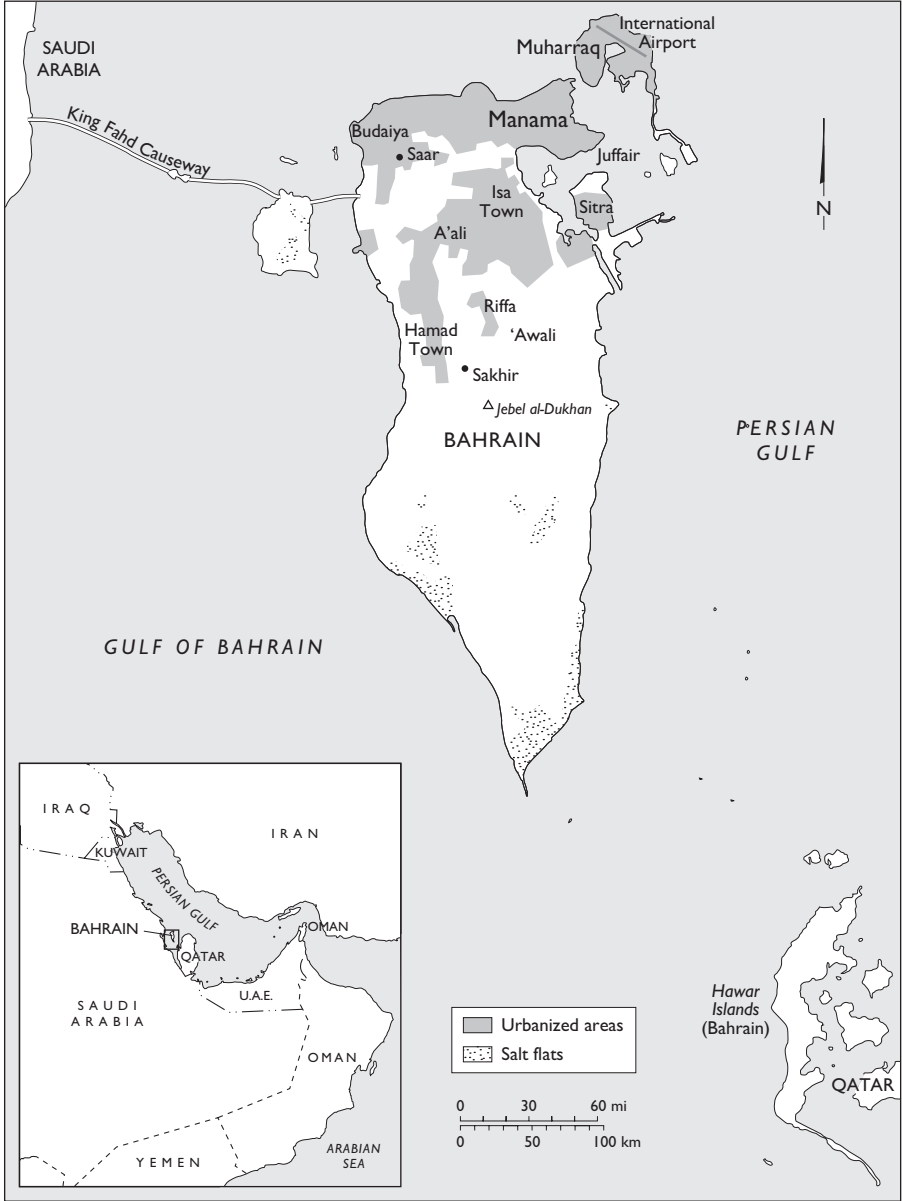 SAUDI
ARABIA
King Fahd Causeway
International
Airport
Muharraq
Manama
Budaiya
Saar
Juffair
Isa
Town
Sitra
N
A'ali
Riffa
Hamad
Town
‘Awali
Sakhir
Jebel al-Dukhan
BAHRAIN
PERSIAN
GULF
GULF OF BAHRAIN
IRAQ
IRAN
KUWAIT
PERSIAN GULF
BAHRAIN
QATAR
OMAN
U.A.E.
SAUDI
ARABIA
OMAN
YEMEN
ARABIAN
SEA
Hawar
Islands
(Bahrain)
QATAR
Urbanized areas
Salt flats
0 30 60 mi
0 50 100 km